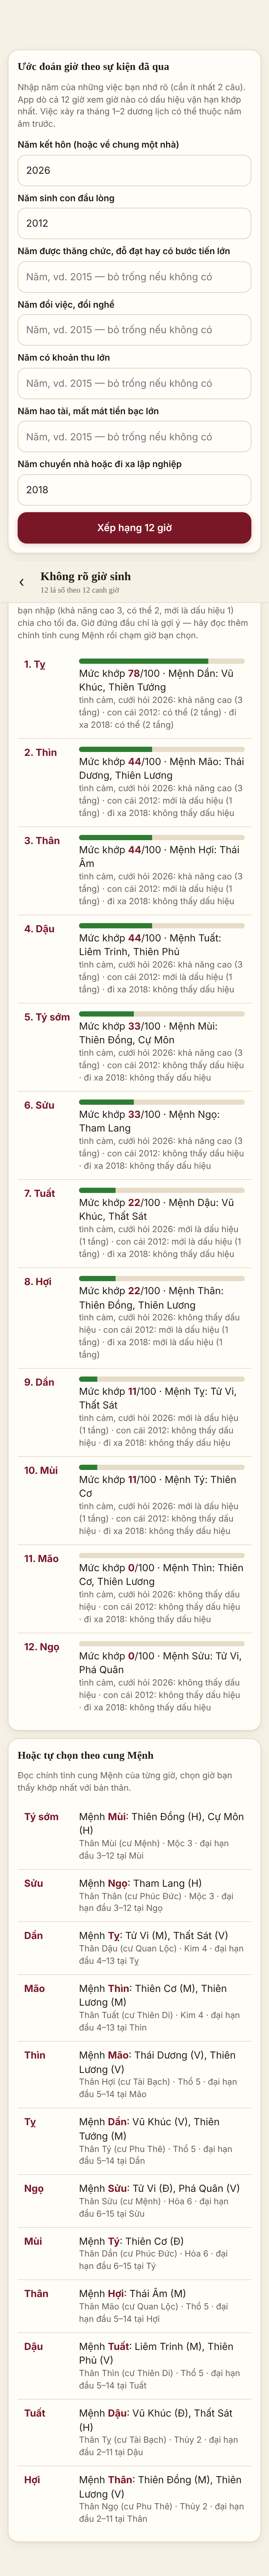 Ước đoán giờ theo sự kiện đã qua
Nhập năm của những việc bạn nhớ rõ (cần ít nhất 2 câu).
App dò cả 12 giờ xem giờ nào có dấu hiệu vận hạn khớp
nhất. Việc xảy ra tháng 1–2 dương lịch có thể thuộc năm
âm trước.
Năm kết hôn (hoặc về chung một nhà)
2026
Năm sinh con đầu lòng
2012
Năm được thăng chức, đỗ đạt hay có bước tiến lớn
Năm, vd. 2015 — bỏ trống nếu không có
Năm đổi việc, đổi nghề
Năm, vd. 2015 — bỏ trống nếu không có
Năm có khoản thu lớn
Năm, vd. 2015 — bỏ trống nếu không có
Năm hao tài, mất mát tiền bạc lớn
Năm, vd. 2015 — bỏ trống nếu không có
Năm chuyển nhà hoặc đi xa lập nghiệp
2018
Xếp hạng 12 giờ
‹ Không rõ giờ sinh
12 lá số theo 12 canh giờ
bạn nhập (khả năng cao 3, có thể 2, mới là dấu hiệu 1)
chia cho tối đa. Giờ đứng đầu chỉ là gợi ý — hãy đọc thêm
chính tinh cung Mệnh rồi chạm giờ bạn chọn.
1. Tỵ
Mức khớp 78/100 · Mệnh Dần: Vũ
Khúc, Thiên Tướng
tình cảm, cưới hỏi 2026: khả năng cao (3
tầng) · con cái 2012: có thể (2 tầng) · đi
xa 2018: có thể (2 tầng)
2. Thìn
Mức khớp 44/100 · Mệnh Mão: Thái
Dương, Thiên Lương
tình cảm, cưới hỏi 2026: khả năng cao (3
tầng) · con cái 2012: mới là dấu hiệu (1
tầng) · đi xa 2018: không thấy dấu hiệu
3. Thân
Mức khớp 44/100 · Mệnh Hợi: Thái
Âm
tình cảm, cưới hỏi 2026: khả năng cao (3
tầng) · con cái 2012: mới là dấu hiệu (1
tầng) · đi xa 2018: không thấy dấu hiệu
4. Dậu
Mức khớp 44/100 · Mệnh Tuất:
Liêm Trinh, Thiên Phủ
tình cảm, cưới hỏi 2026: khả năng cao (3
tầng) · con cái 2012: mới là dấu hiệu (1
tầng) · đi xa 2018: không thấy dấu hiệu
5. Tý sớm
Mức khớp 33/100 · Mệnh Mùi:
Thiên Đồng, Cự Môn
tình cảm, cưới hỏi 2026: khả năng cao (3
tầng) · con cái 2012: không thấy dấu hiệu
· đi xa 2018: không thấy dấu hiệu
6. Sửu
Mức khớp 33/100 · Mệnh Ngọ:
Tham Lang
tình cảm, cưới hỏi 2026: khả năng cao (3
tầng) · con cái 2012: không thấy dấu hiệu
· đi xa 2018: không thấy dấu hiệu
7. Tuất
Mức khớp 22/100 · Mệnh Dậu: Vũ
Khúc, Thất Sát
tình cảm, cưới hỏi 2026: mới là dấu hiệu
(1 tầng) · con cái 2012: mới là dấu hiệu (1
tầng) · đi xa 2018: không thấy dấu hiệu
8. Hợi
Mức khớp 22/100 · Mệnh Thân:
Thiên Đồng, Thiên Lương
tình cảm, cưới hỏi 2026: không thấy dấu
hiệu · con cái 2012: mới là dấu hiệu (1
tầng) · đi xa 2018: mới là dấu hiệu (1
tầng)
9. Dần
Mức khớp 11/100 · Mệnh Tỵ: Tử Vi,
Thất Sát
tình cảm, cưới hỏi 2026: mới là dấu hiệu
(1 tầng) · con cái 2012: không thấy dấu
hiệu · đi xa 2018: không thấy dấu hiệu
10. Mùi
Mức khớp 11/100 · Mệnh Tý: Thiên
Cơ
tình cảm, cưới hỏi 2026: mới là dấu hiệu
(1 tầng) · con cái 2012: không thấy dấu
hiệu · đi xa 2018: không thấy dấu hiệu
11. Mão
Mức khớp 0/100 · Mệnh Thìn: Thiên
Cơ, Thiên Lương
tình cảm, cưới hỏi 2026: không thấy dấu
hiệu · con cái 2012: không thấy dấu hiệu
· đi xa 2018: không thấy dấu hiệu
12. Ngọ
Mức khớp 0/100 · Mệnh Sửu: Tử Vi,
Phá Quân
tình cảm, cưới hỏi 2026: không thấy dấu
hiệu · con cái 2012: không thấy dấu hiệu
· đi xa 2018: không thấy dấu hiệu
Hoặc tự chọn theo cung Mệnh
Đọc chính tinh cung Mệnh của từng giờ, chọn giờ bạn
thấy khớp nhất với bản thân.
Tý sớm
Mệnh Mùi: Thiên Đồng (H), Cự Môn
(H)
Thân Mùi (cư Mệnh) · Mộc 3 · đại hạn
đầu 3–12 tại Mùi
Sửu
Mệnh Ngọ: Tham Lang (H)
Thân Thân (cư Phúc Đức) · Mộc 3 · đại
hạn đầu 3–12 tại Ngọ
Dần
Mệnh Tỵ: Tử Vi (M), Thất Sát (V)
Thân Dậu (cư Quan Lộc) · Kim 4 · đại
hạn đầu 4–13 tại Tỵ
Mão
Mệnh Thìn: Thiên Cơ (M), Thiên
Lương (M)
Thân Tuất (cư Thiên Di) · Kim 4 · đại hạn
đầu 4–13 tại Thìn
Thìn
Mệnh Mão: Thái Dương (V), Thiên
Lương (V)
Thân Hợi (cư Tài Bạch) · Thổ 5 · đại hạn
đầu 5–14 tại Mão
Tỵ
Mệnh Dần: Vũ Khúc (V), Thiên
Tướng (M)
Thân Tý (cư Phu Thê) · Thổ 5 · đại hạn
đầu 5–14 tại Dần
Ngọ
Mệnh Sửu: Tử Vi (Đ), Phá Quân (V)
Thân Sửu (cư Mệnh) · Hỏa 6 · đại hạn
đầu 6–15 tại Sửu
Mùi
Mệnh Tý: Thiên Cơ (Đ)
Thân Dần (cư Phúc Đức) · Hỏa 6 · đại
hạn đầu 6–15 tại Tý
Thân
Mệnh Hợi: Thái Âm (M)
Thân Mão (cư Quan Lộc) · Thổ 5 · đại
hạn đầu 5–14 tại Hợi
Dậu
Mệnh Tuất: Liêm Trinh (M), Thiên
Phủ (V)
Thân Thìn (cư Thiên Di) · Thổ 5 · đại hạn
đầu 5–14 tại Tuất
Tuất
Mệnh Dậu: Vũ Khúc (Đ), Thất Sát
(H)
Thân Tỵ (cư Tài Bạch) · Thủy 2 · đại hạn
đầu 2–11 tại Dậu
Hợi
Mệnh Thân: Thiên Đồng (M), Thiên
Lương (V)
Thân Ngọ (cư Phu Thê) · Thủy 2 · đại hạn
đầu 2–11 tại Thân